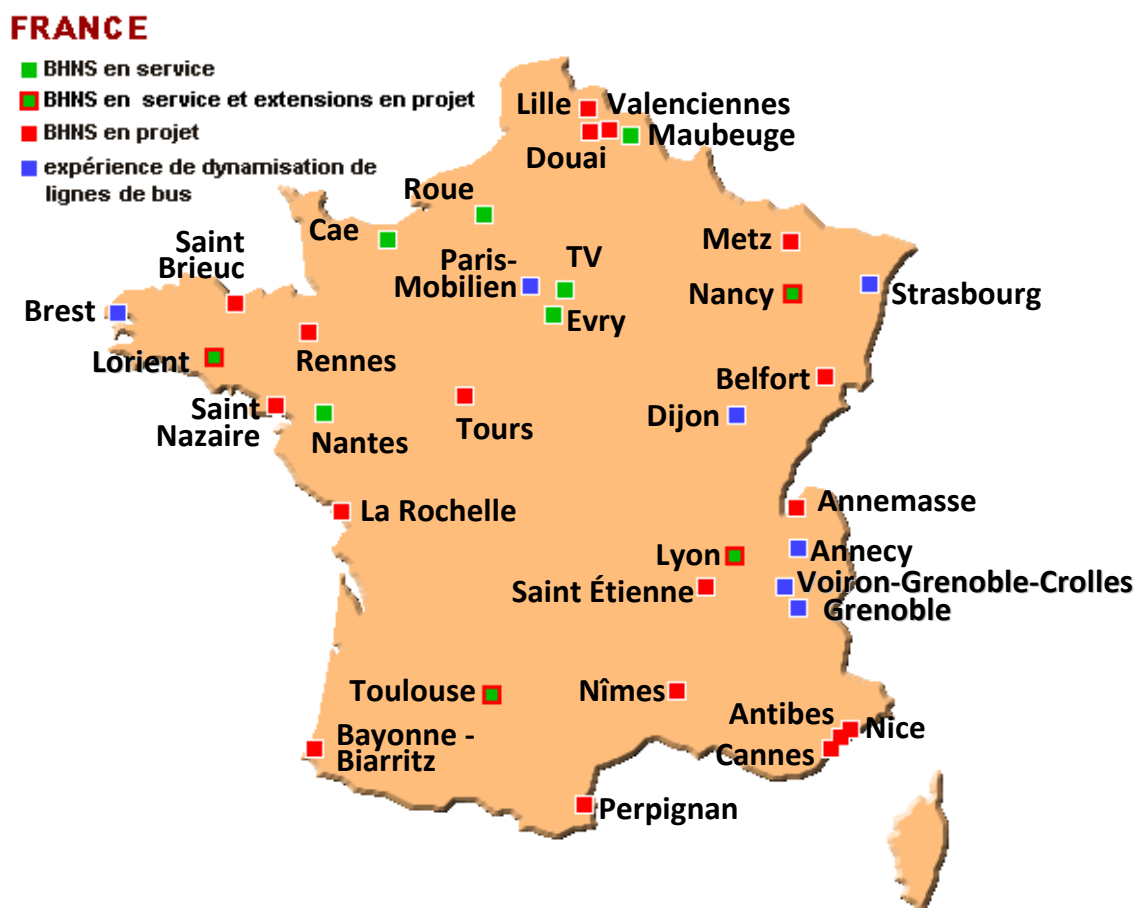 FRANCE
BHNS en service
BHNS en service et extensions en projet
BHNS en projet
expérience de dynamisation de
lignes de bus
Lille
Valenciennes
Maubeuge
Douai
Roue
Cae
Saint
Brieuc
Paris-
Mobilien
TV
Metz
Nancy
Strasbourg
Brest
Evry
Lorient
Rennes
Belfort
Saint
Nazaire
Nantes
Tours
Dijon
La Rochelle
Annemasse
Lyon
Annecy
Saint Étienne
Voiron-Grenoble-Crolles
Grenoble
Toulouse
Nîmes
Antibes
Nice
Bayonne -
Biarritz
Cannes
Perpignan